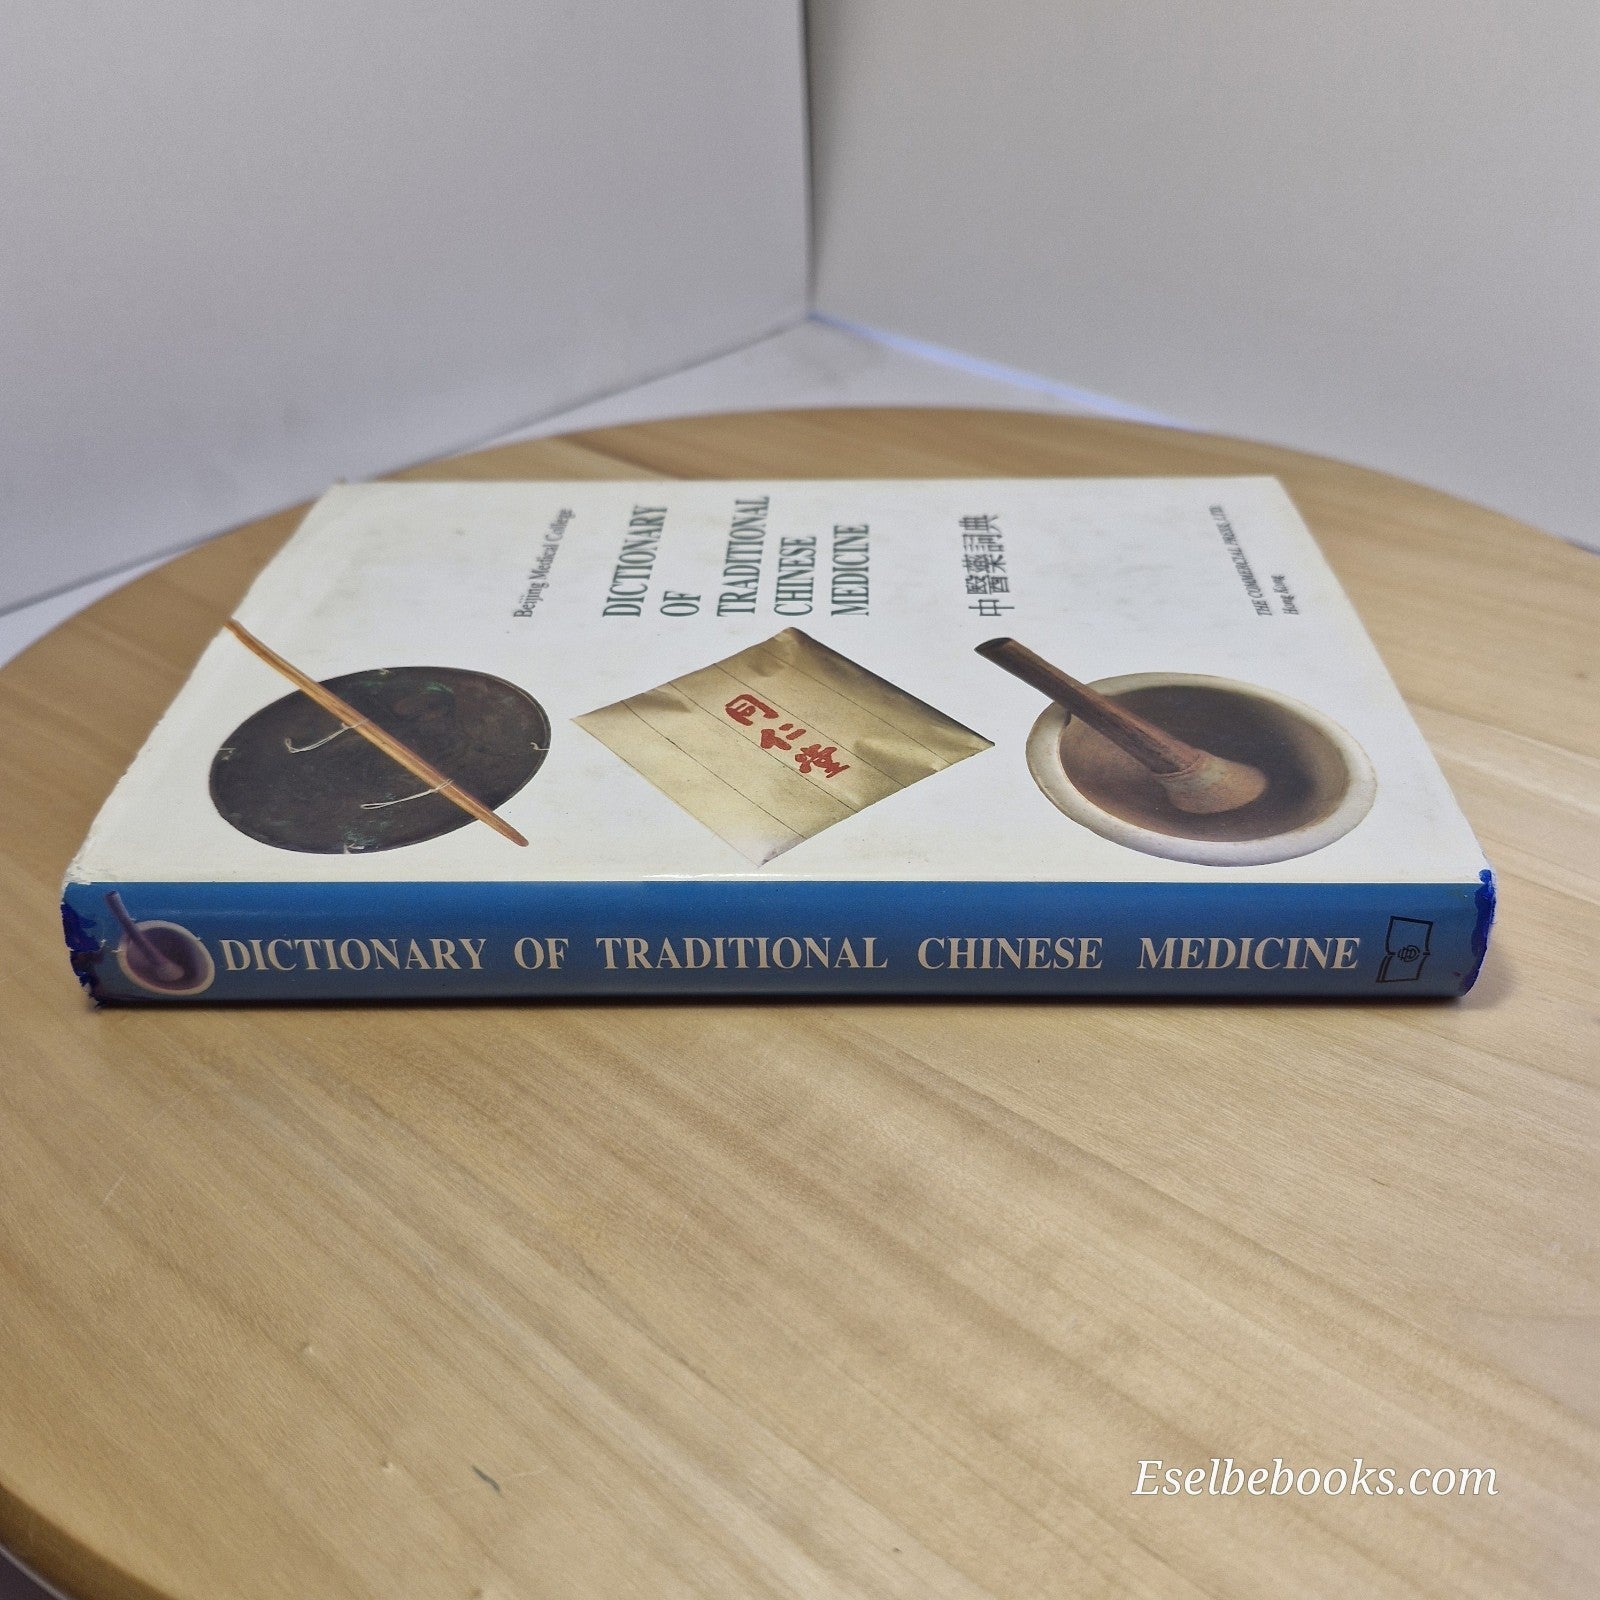 Beijing Medical College
DICTIONARY
OF
TRADITIONAL
CHINESE
MEDICINE
中醫藥詞典
THE COMMERCIAL PRESS, LTD.
Hong Kong
同仁堂
DICTIONARY OF TRADITIONAL CHINESE MEDICINE
Eselbebooks.com